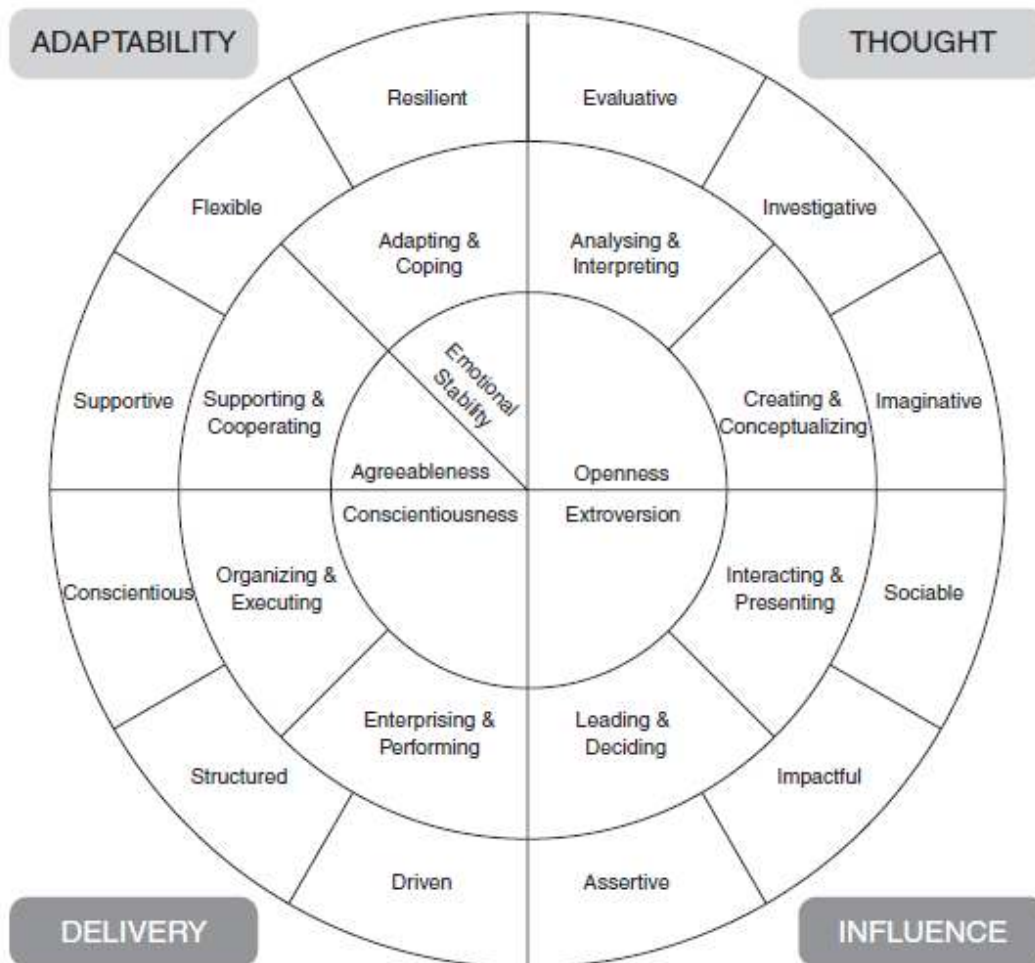 ADAPTABILITY
THOUGHT
Resilient
Evaluative
Flexible
Investigative
Adapting &
Coping
Analysing &
Interpreting
Emotional
Stability
Supportive
Supporting &
Cooperating
Creating &
Conceptualizing
Imaginative
Agreeableness
Openness
Conscientiousness
Extroversion
Conscientious
Organizing &
Executing
Interacting &
Presenting
Sociable
Enterprising &
Performing
Leading &
Deciding
Structured
Impactful
Driven
Assertive
DELIVERY
INFLUENCE